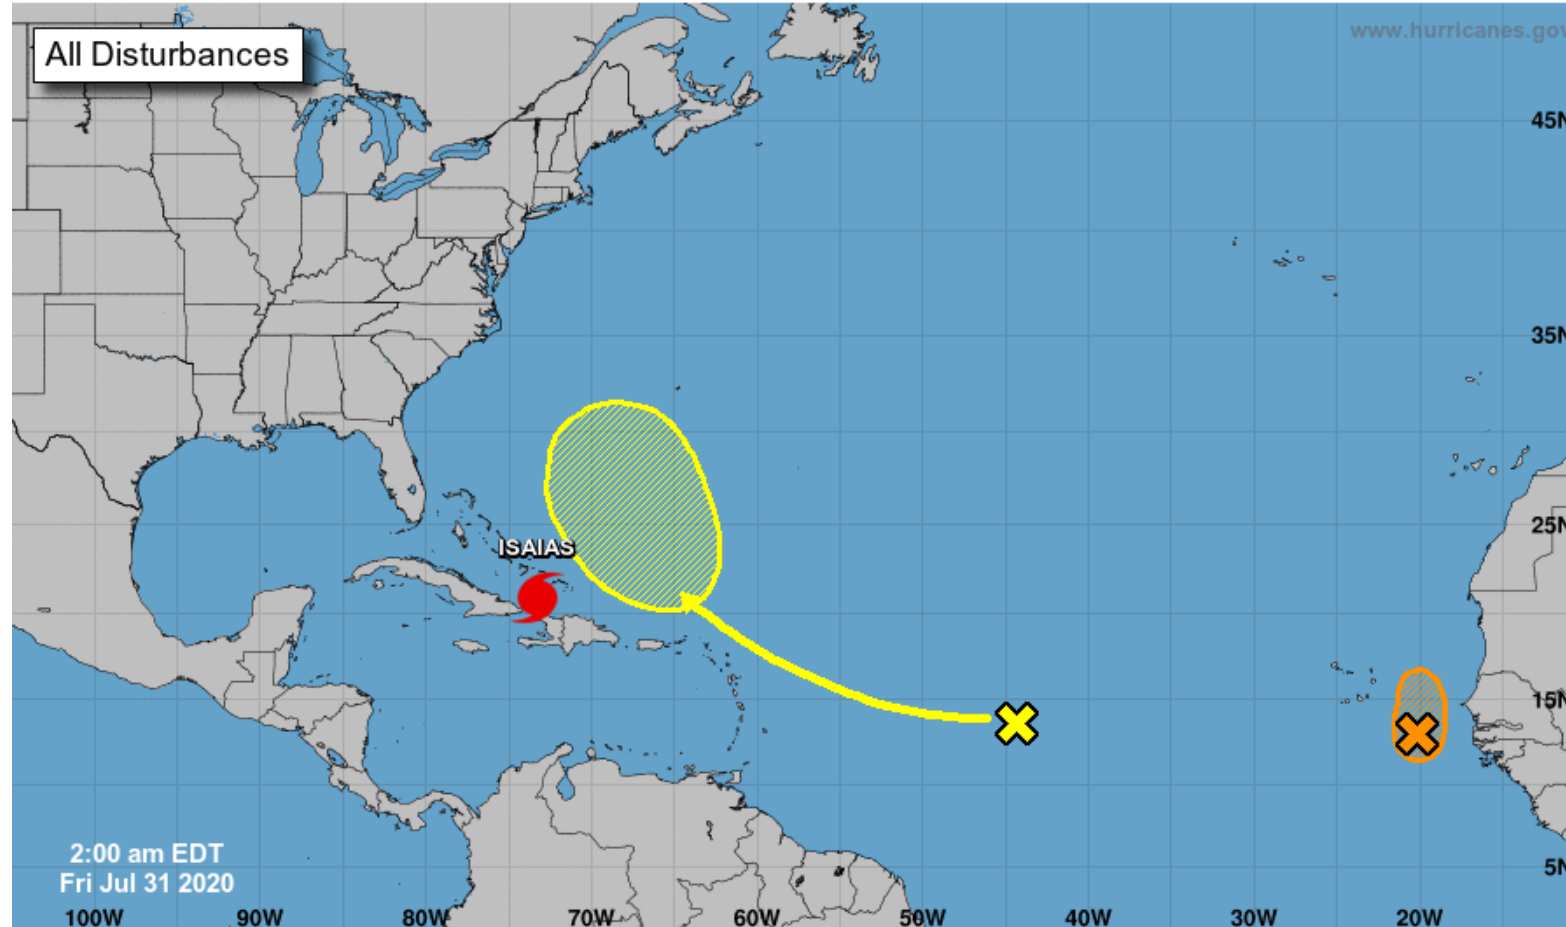 All Disturbances
www.hurricanes.gov
45N
35N
ISAIAS
25N
15N
2:00 am EDT
Fri Jul 31 2020
5N
100W 90W 80W 70W 60W 50W 40W 30W 20W